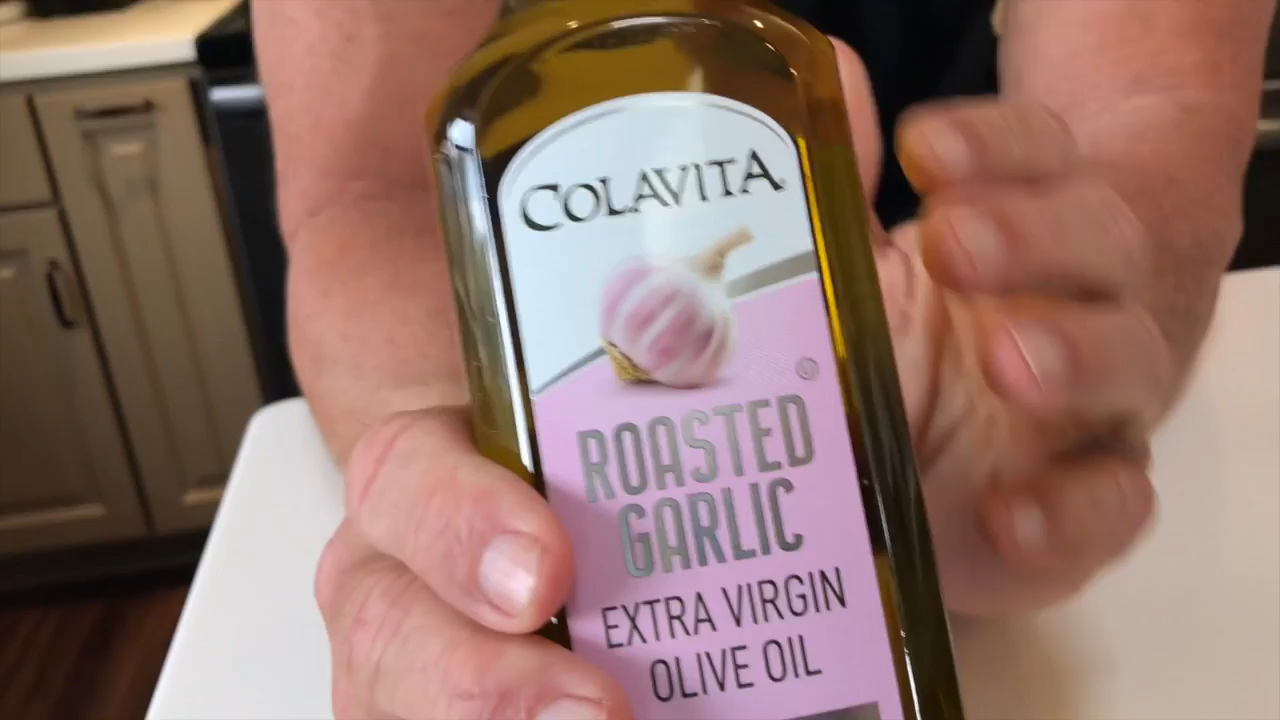 COLAVITA
ROASTED
GARLIC
EXTRA VIRGIN
OLIVE OIL